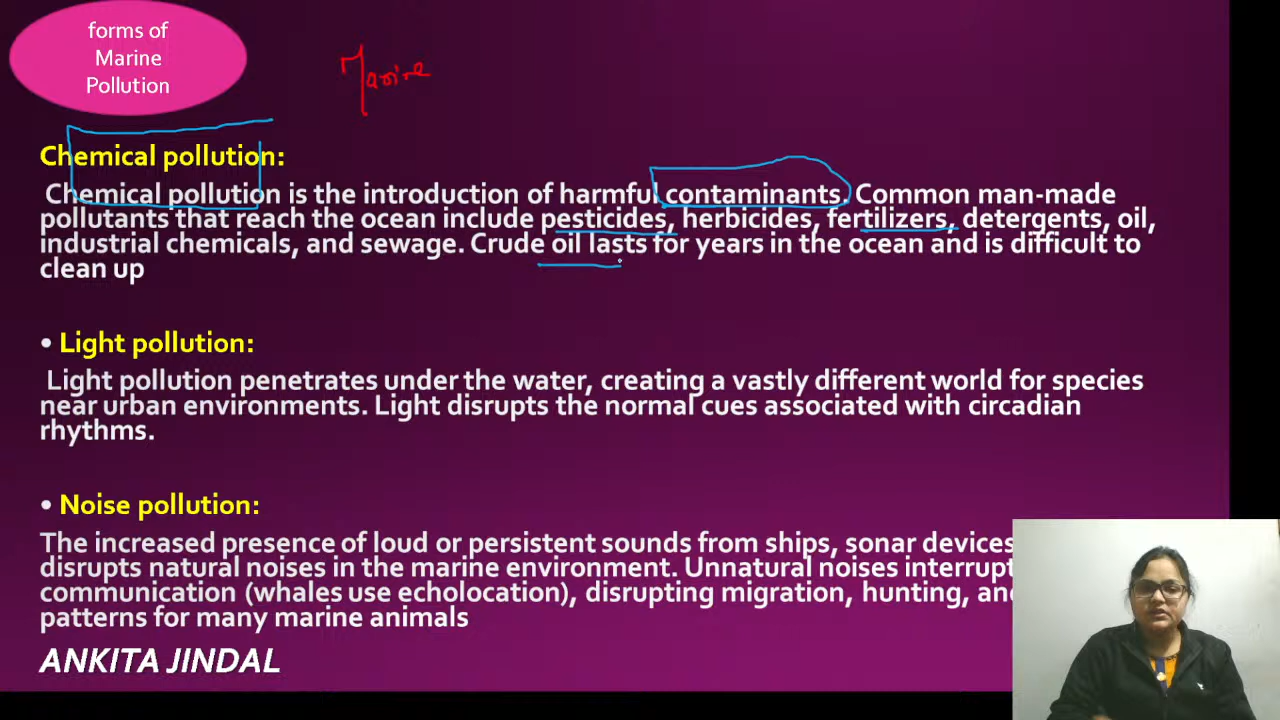 forms of
Marine
Pollution
Marine
Chemical pollution:
Chemical pollution is the introduction of harmful contaminants. Common man-made
pollutants that reach the ocean include pesticides, herbicides, fertilizers, detergents, oil,
industrial chemicals, and sewage. Crude oil lasts for years in the ocean and is difficult to
clean up
• Light pollution:
Light pollution penetrates under the water, creating a vastly different world for species
near urban environments. Light disrupts the normal cues associated with circadian
rhythms.
• Noise pollution:
The increased presence of loud or persistent sounds from ships, sonar devices
disrupts natural noises in the marine environment. Unnatural noises interrupt
communication (whales use echolocation), disrupting migration, hunting, and
patterns for many marine animals
ANKITA JINDAL